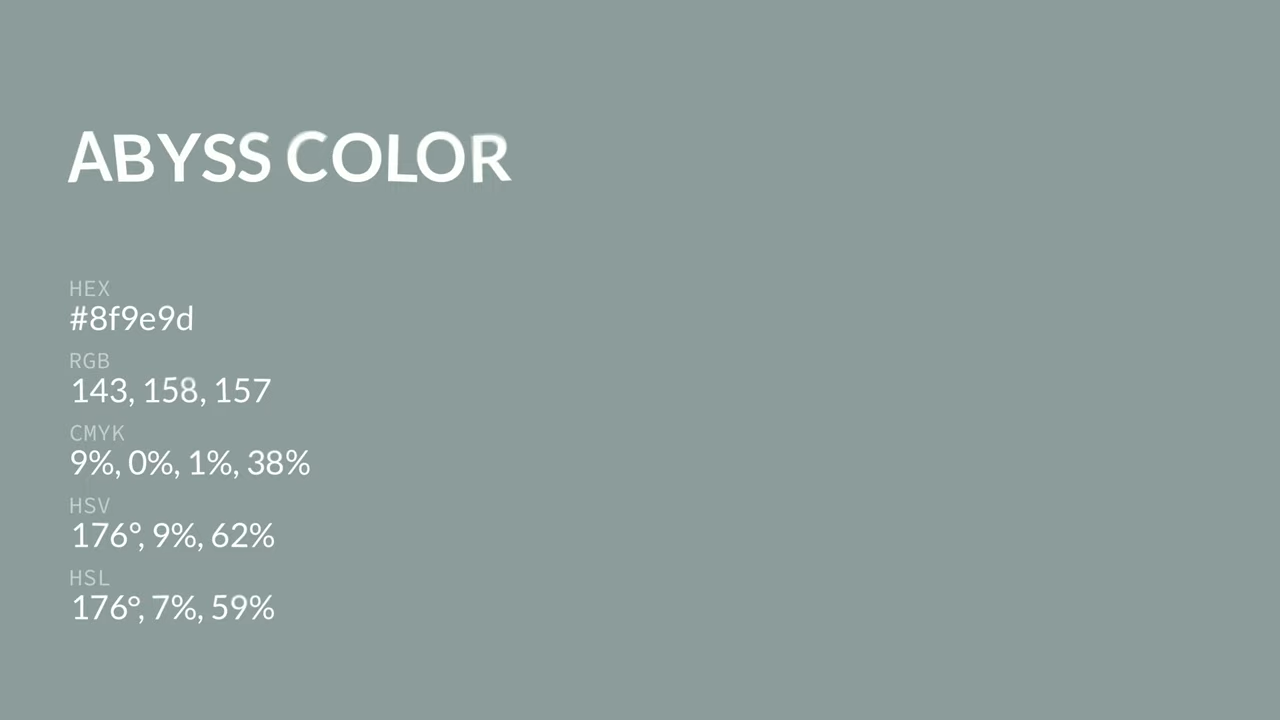 ABYSS COLOR
HEX
#8f9e9d
RGB
143, 158, 157
CMYK
9%, 0%, 1%, 38%
HSV
176°, 9%, 62%
HSL
176°, 7%, 59%